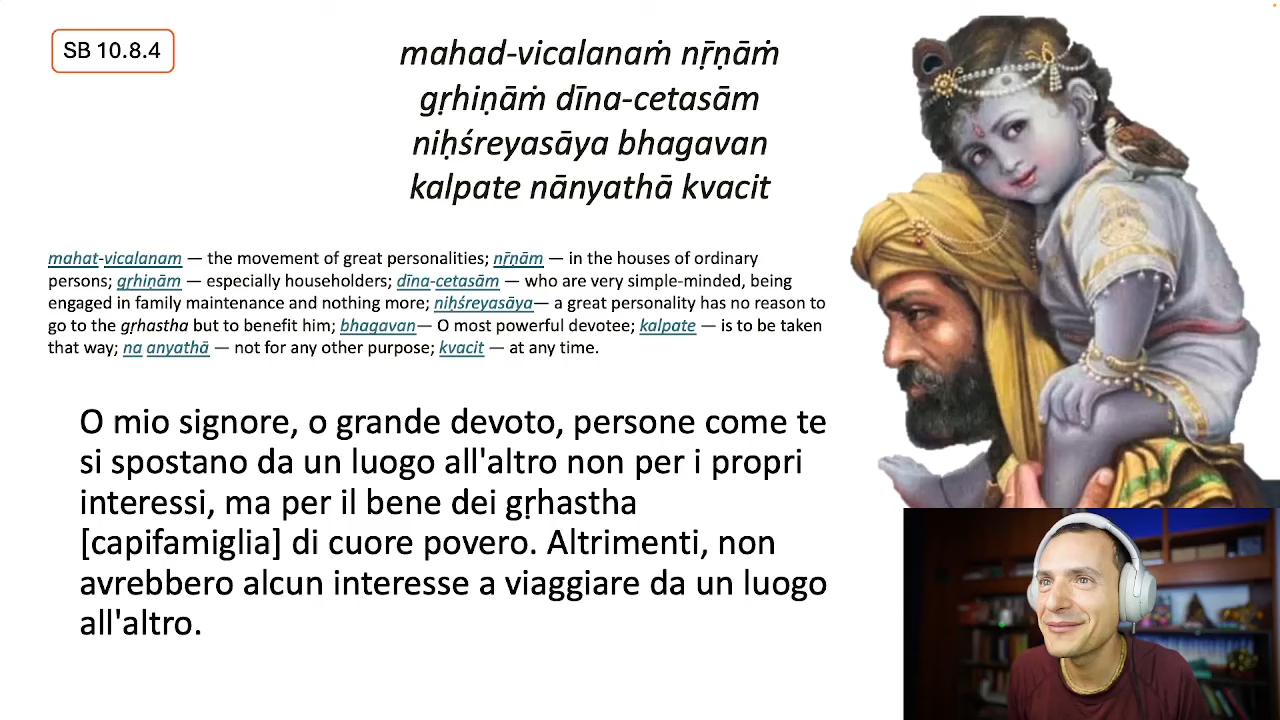 SB 10.8.4
mahad-vicalanaṁ nṝṇāṁ
gṛhiṇāṁ dīna-cetasām
niḥśreyasāya bhagavan
kalpate nānyathā kvacit
mahat-vicalanam — the movement of great personalities; nṝṇām — in the houses of ordinary
persons; gṛhiṇām — especially householders; dīna-cetasām — who are very simple-minded, being
engaged in family maintenance and nothing more; niḥśreyasāya— a great personality has no reason to
go to the gṛhastha but to benefit him; bhagavan— O most powerful devotee; kalpate — is to be taken
that way; na anyathā — not for any other purpose; kvacit — at any time.
O mio signore, o grande devoto, persone come te
si spostano da un luogo all'altro non per i propri
interessi, ma per il bene dei gṛhastha
[capifamiglia] di cuore povero. Altrimenti, non
avrebbero alcun interesse a viaggiare da un luogo
all'altro.